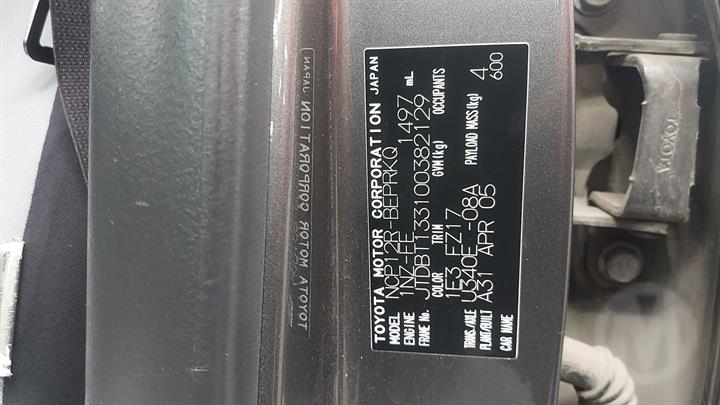 TOYOTA MOTOR CORPORATION JAPAN
MODEL NCP12R-BEPRKQ
ENGINE 1NZ-FE 1497 mL
FRAME No. JTDBT133100382129
COLOR TRIM GVM(kg) OCCUPANTS
1E3 FZ17 4
TRANS./AXLE U340E -08A PAYLOAD MASS(kg) 600
PLANT/BUILT A31 APR 05
CAR NAME
TOYOTA MOTOR CORPORATION JAPAN
TOYOTA